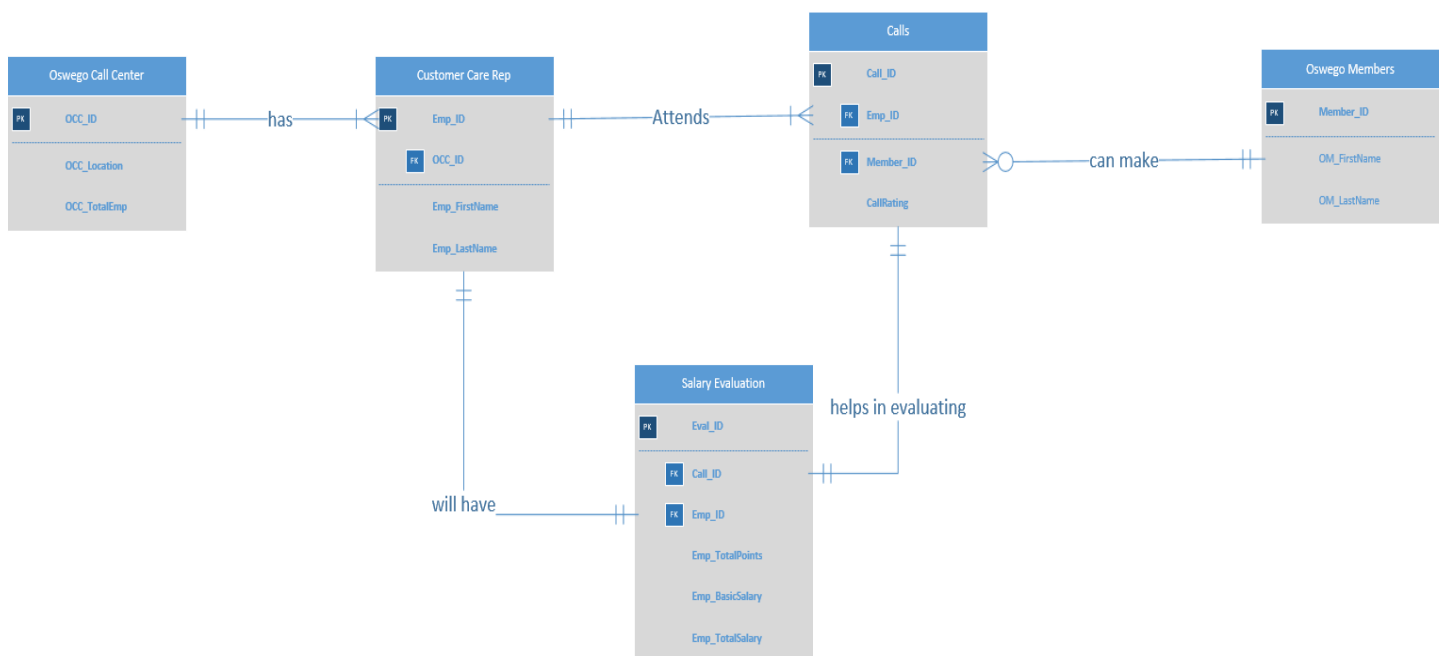 Oswego Call Center
PK OCC_ID
OCC_Location
OCC_TotalEmp
has
Customer Care Rep
PK Emp_ID
FK OCC_ID
Emp_FirstName
Emp_LastName
Attends
Calls
PK Call_ID
FK Emp_ID
FK Member_ID
CallRating
can make
Oswego Members
PK Member_ID
OM_FirstName
OM_LastName
will have
helps in evaluating
Salary Evaluation
PK Eval_ID
FK Call_ID
FK Emp_ID
Emp_TotalPoints
Emp_BasicSalary
Emp_TotalSalary